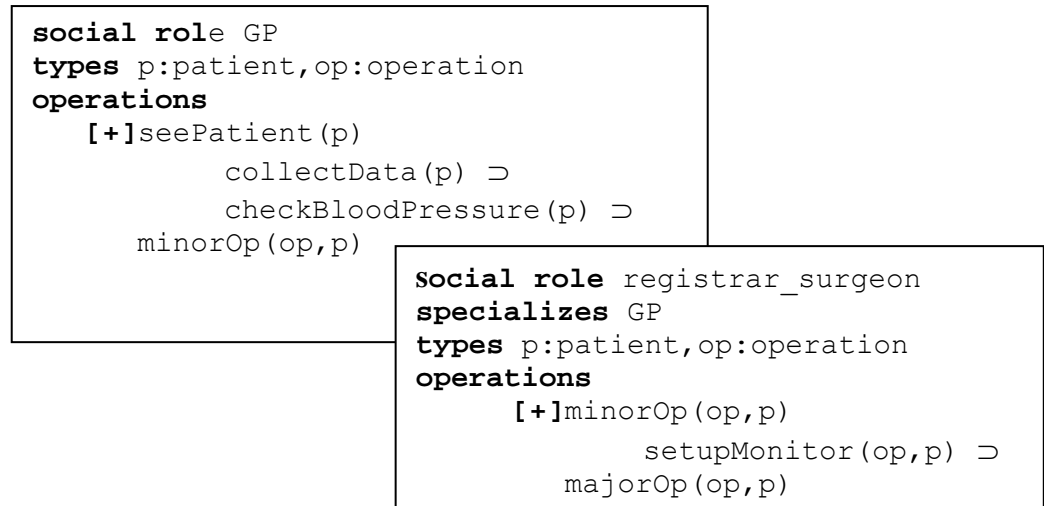 social role GP
types p:patient,op:operation
operations
[+]seePatient(p)
collectData(p) ⊃
checkBloodPressure(p) ⊃
minorOp(op,p)
social role registrar_surgeon
specializes GP
types p:patient,op:operation
operations
[+]minorOp(op,p)
setupMonitor(op,p) ⊃
majorOp(op,p)